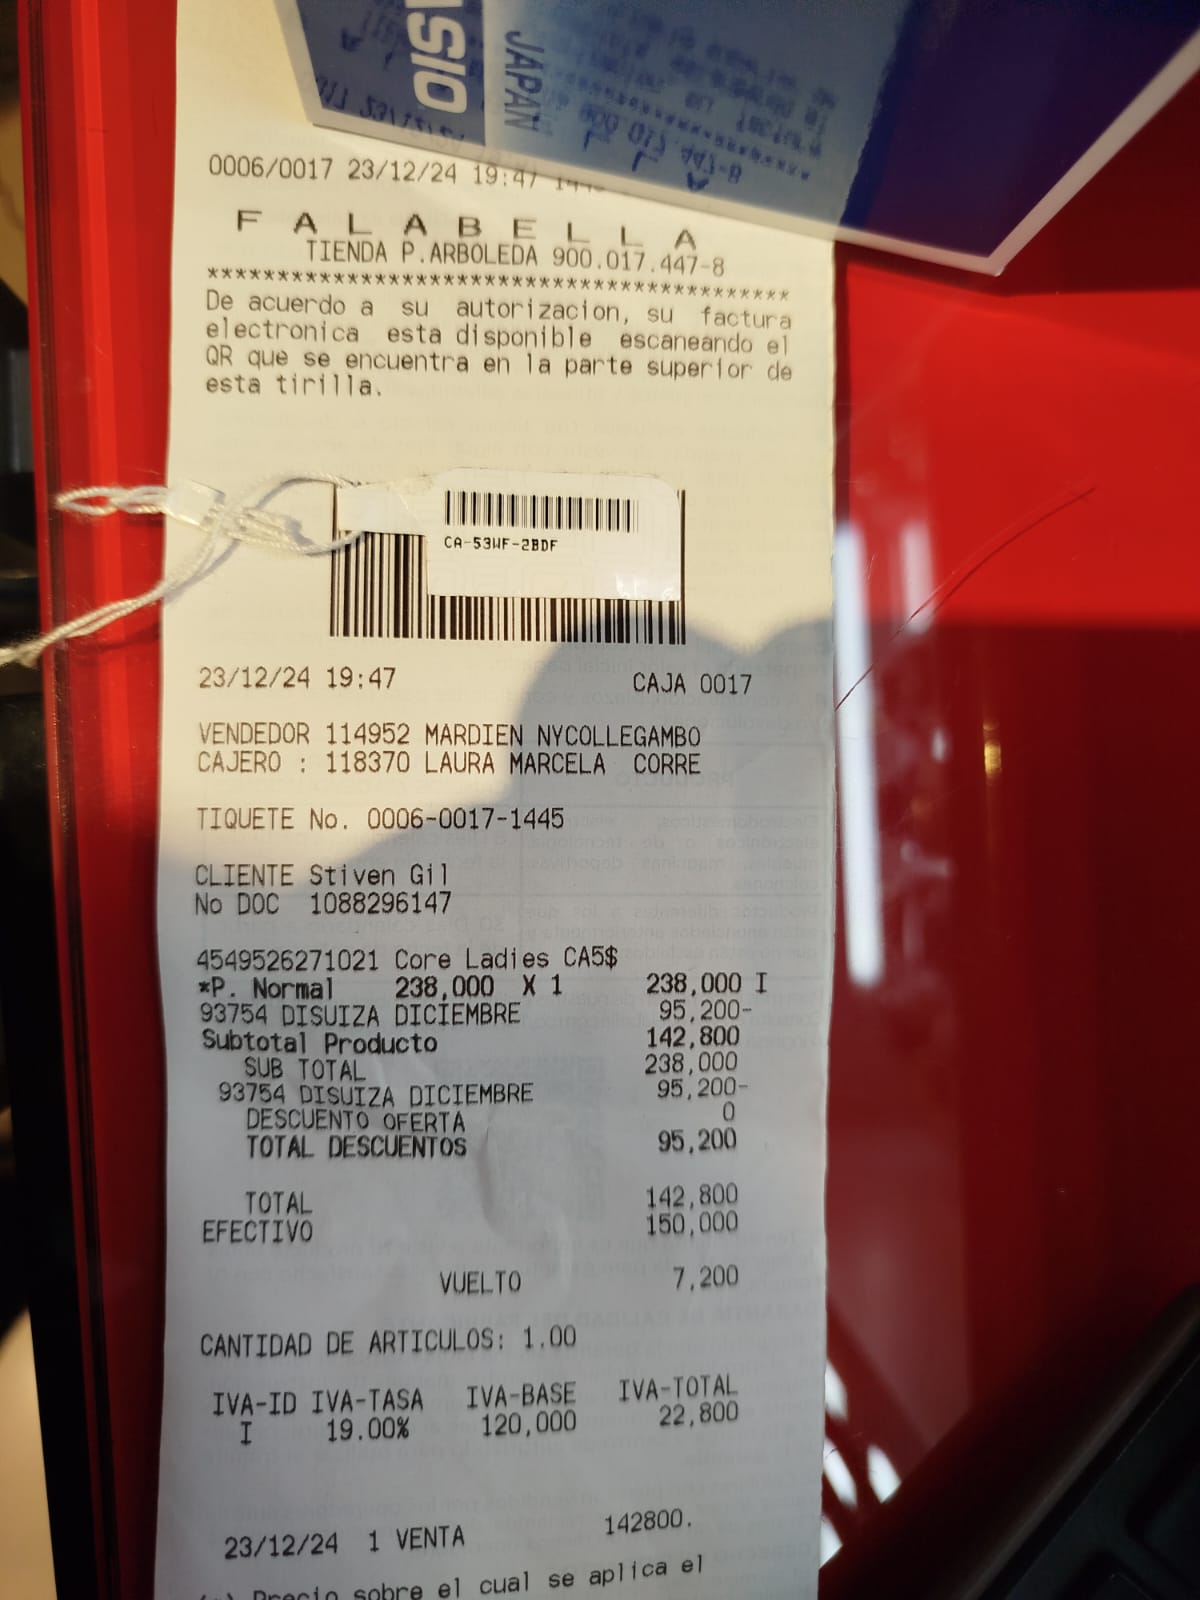 ASIO
JAPAN
0006/0017 23/12/24 19:47
FALABELLA
TIENDA P.ARBOLEDA 900.017.447-8
******************************************
De acuerdo a su autorizacion, su factura
electronica esta disponible escaneando el
QR que se encuentra en la parte superior de
esta tirilla.
CA-53WF-2BDF
23/12/24 19:47 CAJA 0017
VENDEDOR 114952 MARDIEN NYCOLLEGAMBO
CAJERO : 118370 LAURA MARCELA CORRE
TIQUETE No. 0006-0017-1445
CLIENTE Stiven Gil
No DOC 1088296147
4549526271021 Core Ladies CA5$
*P. Normal 238,000 X 1 238,000 I
93754 DISUIZA DICIEMBRE 95,200-
Subtotal Producto 142,800
SUB TOTAL 238,000
93754 DISUIZA DICIEMBRE 95,200-
DESCUENTO OFERTA 0
TOTAL DESCUENTOS 95,200
TOTAL 142,800
EFECTIVO 150,000
VUELTO 7,200
CANTIDAD DE ARTICULOS: 1.00
IVA-ID IVA-TASA IVA-BASE IVA-TOTAL
I 19.00% 120,000 22,800
23/12/24 1 VENTA 142800.
Precio sobre el cual se aplica el